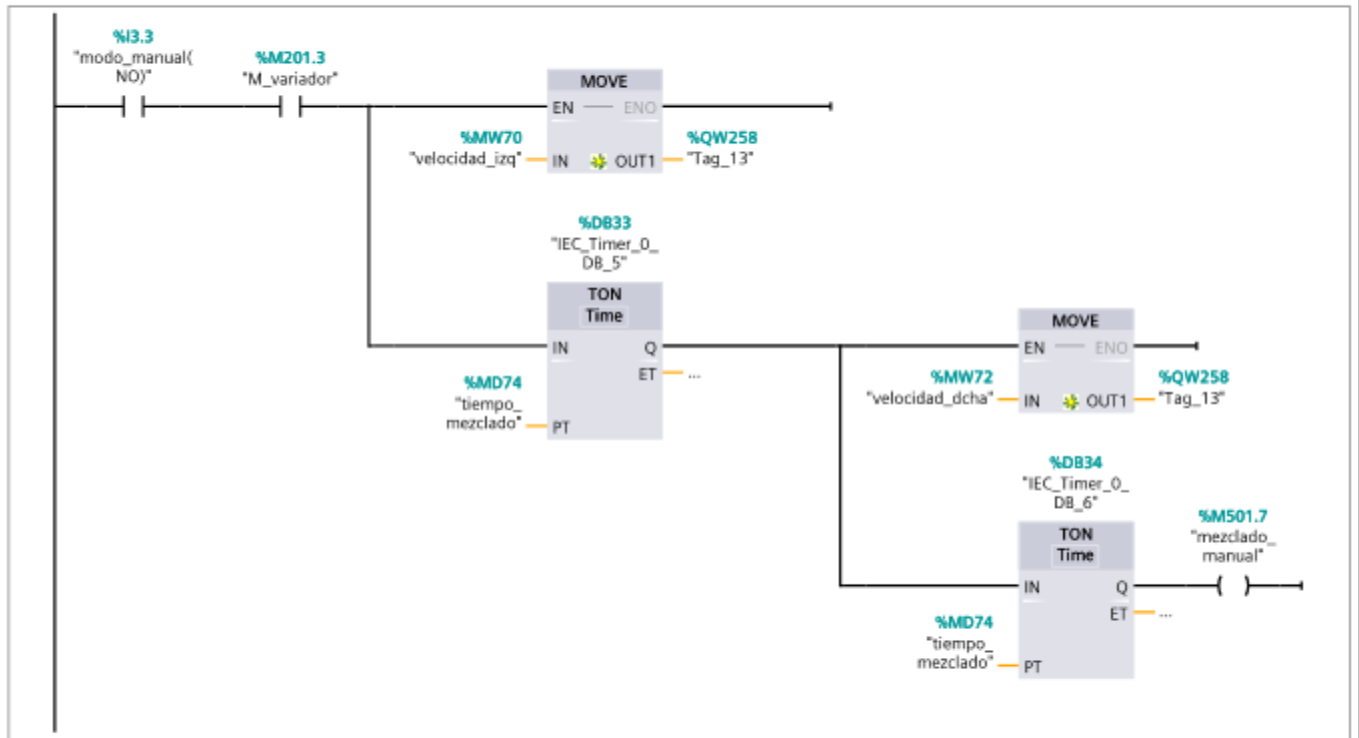 %I3.3
"modo_manual(
NO)"
%M201.3
"M_variador"
MOVE
EN ENO
%MW70
"velocidad_izq"
IN OUT1
%QW258
"Tag_13"
%DB33
"IEC_Timer_0_
DB_5"
TON
Time
IN Q
ET ...
%MD74
"tiempo_
mezclado"
PT
MOVE
EN ENO
%MW72
"velocidad_dcha"
IN OUT1
%QW258
"Tag_13"
%DB34
"IEC_Timer_0_
DB_6"
TON
Time
IN Q
ET ...
%MD74
"tiempo_
mezclado"
PT
%M501.7
"mezclado_
manual"